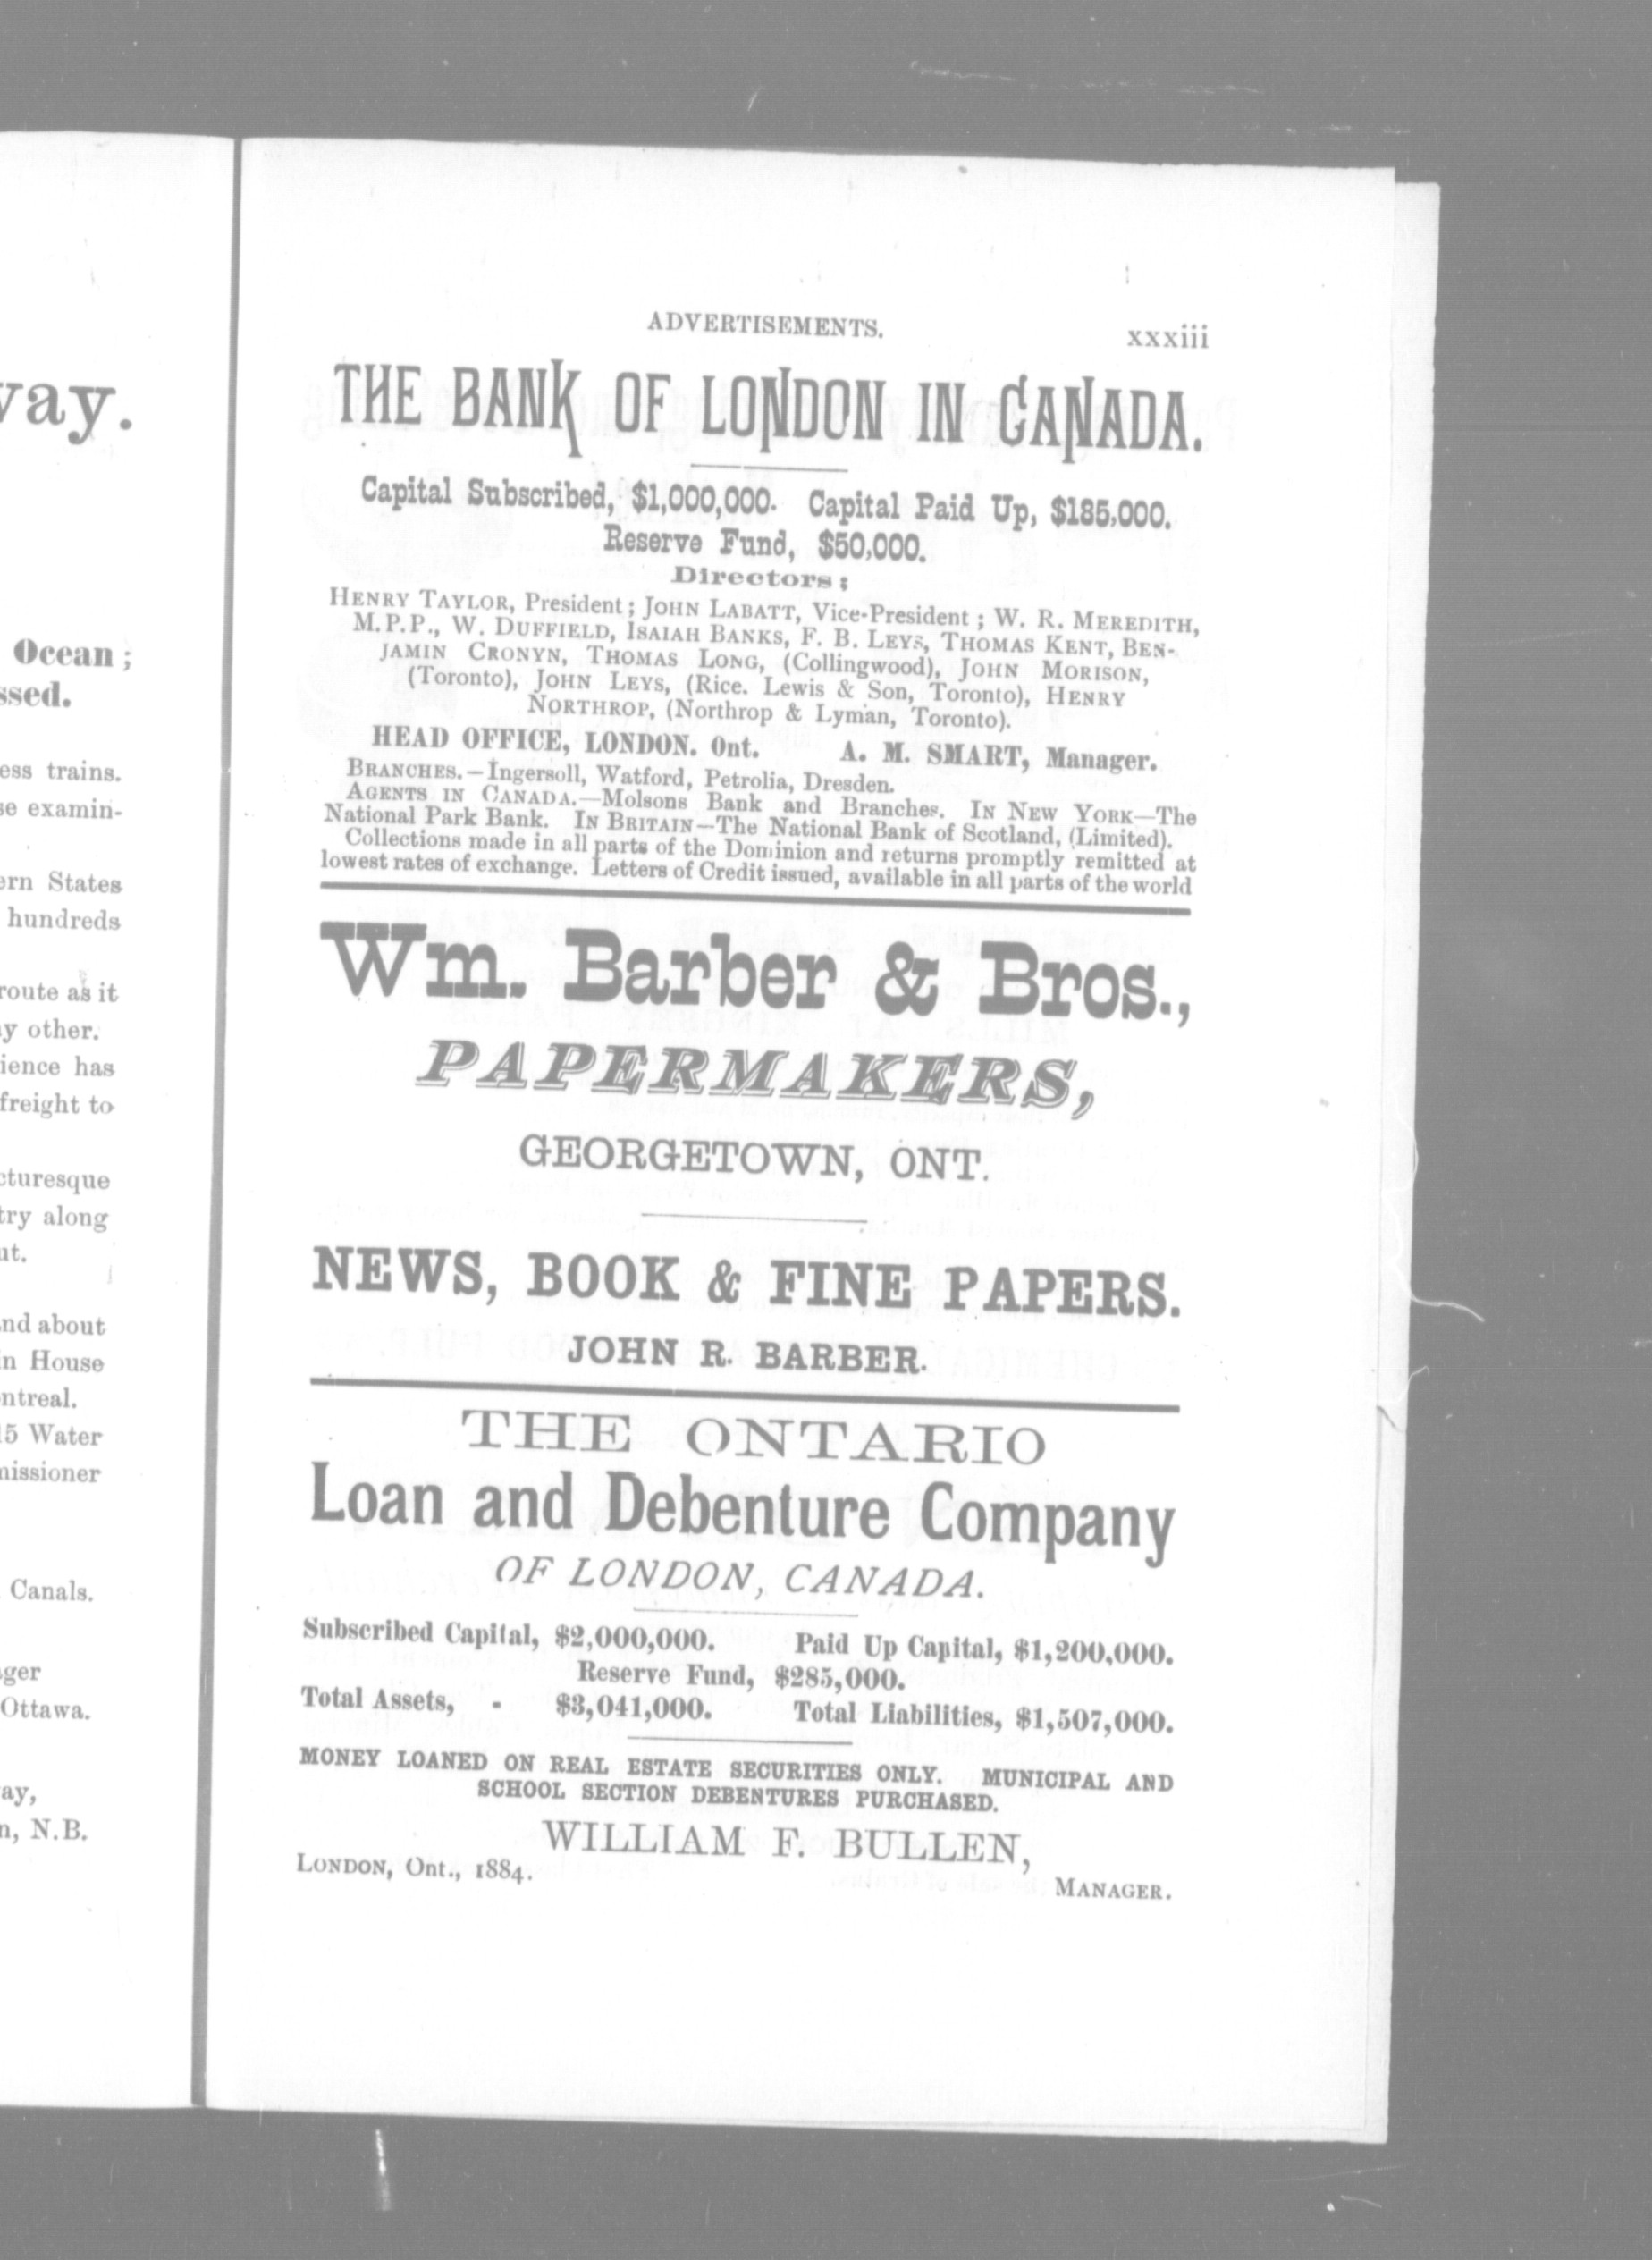 way.
Ocean;
ssed.
ess trains.
se examin-
ern States
hundreds
route as it
y other.
ience has
freight to
cturesque
try along
ut.
nd about
n House
ntreal.
15 Water
missioner
Canals.
ager
Ottawa.
ay,
n, N.B.
ADVERTISEMENTS. xxxiii
THE BANK OF LONDON IN CANADA.
Capital Subscribed, $1,000,000. Capital Paid Up, $185,000.
Reserve Fund, $50,000.
Directors:
HENRY TAYLOR, President; JOHN LABATT, Vice-President; W. R. MEREDITH,
M.P.P., W. DUFFIELD, ISAIAH BANKS, F. B. LEYS, THOMAS KENT, BEN-
JAMIN CRONYN, THOMAS LONG, (Collingwood), JOHN MORISON,
(Toronto), JOHN LEYS, (Rice. Lewis & Son, Toronto), HENRY
NORTHROP, (Northrop & Lyman, Toronto).
HEAD OFFICE, LONDON. Ont. A. M. SMART, Manager.
BRANCHES.—Ingersoll, Watford, Petrolia, Dresden.
AGENTS IN CANADA.—Molsons Bank and Branches. IN NEW YORK—The
National Park Bank. IN BRITAIN—The National Bank of Scotland, (Limited).
Collections made in all parts of the Dominion and returns promptly remitted at
lowest rates of exchange. Letters of Credit issued, available in all parts of the world
Wm. Barber & Bros.,
PAPERMAKERS,
GEORGETOWN, ONT.
NEWS, BOOK & FINE PAPERS.
JOHN R. BARBER.
THE ONTARIO
Loan and Debenture Company
OF LONDON, CANADA.
Subscribed Capital, $2,000,000. Paid Up Capital, $1,200,000.
Reserve Fund, $285,000.
Total Assets, - $3,041,000. Total Liabilities, $1,507,000.
MONEY LOANED ON REAL ESTATE SECURITIES ONLY. MUNICIPAL AND
SCHOOL SECTION DEBENTURES PURCHASED.
WILLIAM F. BULLEN,
LONDON, Ont., 1884.
MANAGER.